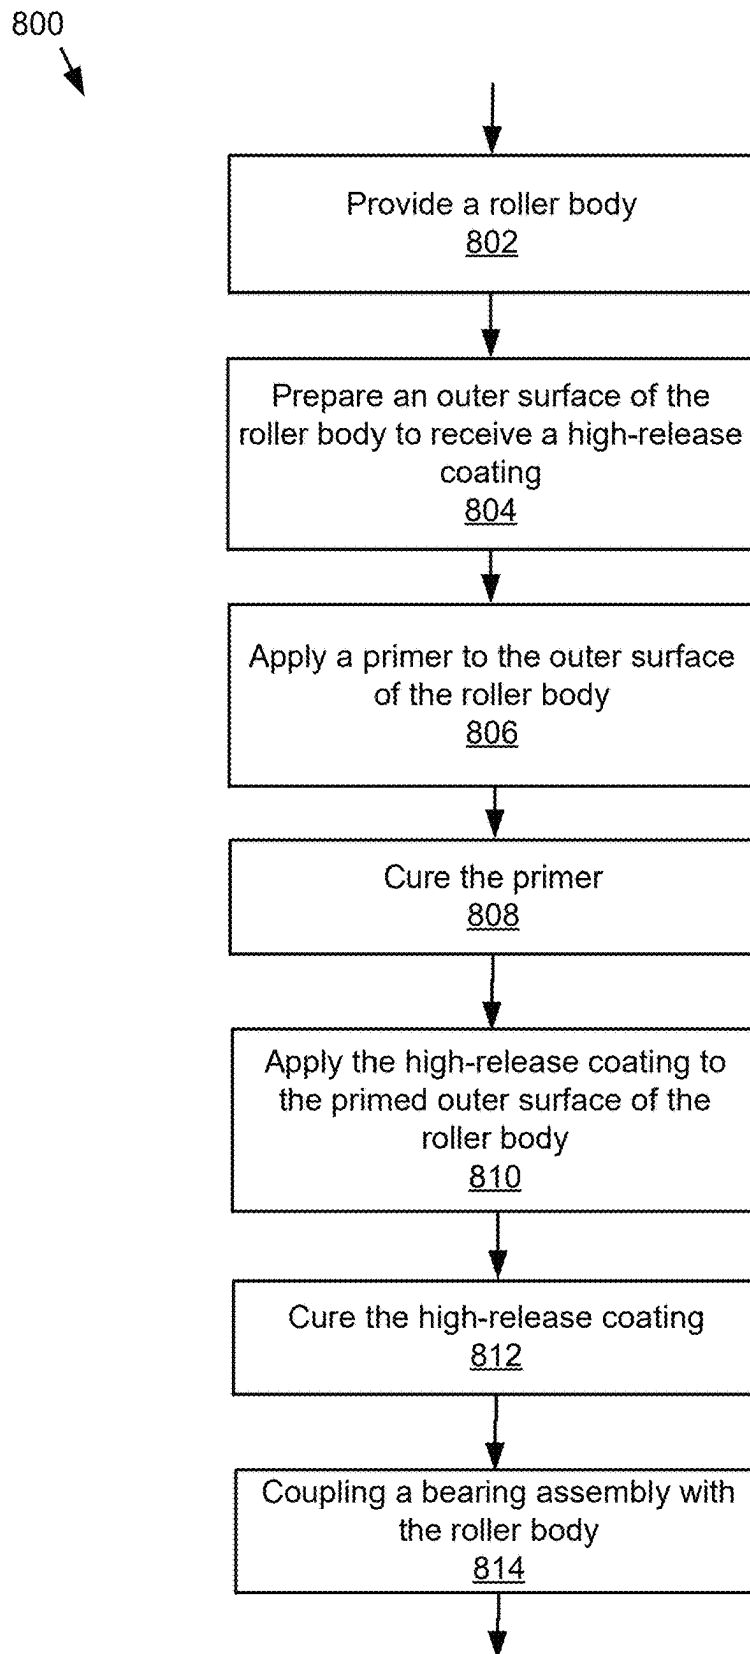 800
Provide a roller body
802
Prepare an outer surface of the
roller body to receive a high-release
coating
804
Apply a primer to the outer surface
of the roller body
806
Cure the primer
808
Apply the high-release coating to
the primed outer surface of the
roller body
810
Cure the high-release coating
812
Coupling a bearing assembly with
the roller body
814